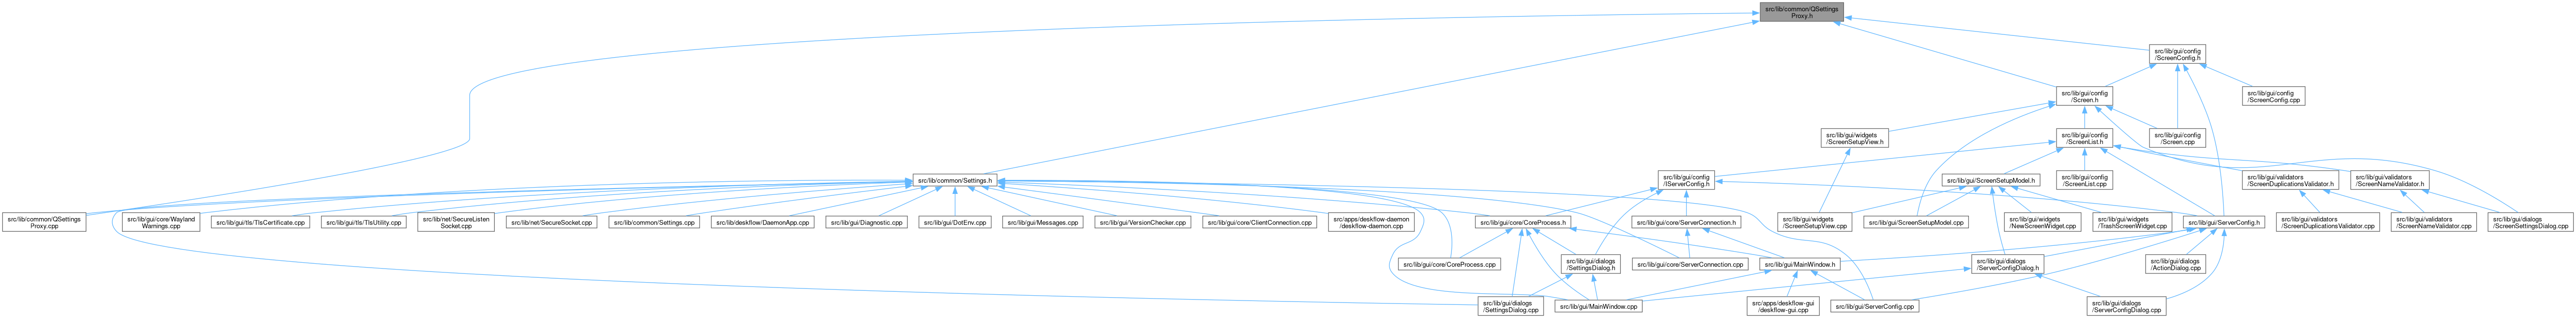 src/lib/common/QSettings
Proxy.h
src/lib/gui/config
/ScreenConfig.h
src/lib/gui/config
/Screen.h
src/lib/gui/config
/ScreenConfig.cpp
src/lib/gui/widgets
/ScreenSetupView.h
src/lib/gui/config
/ScreenList.h
src/lib/gui/config
/Screen.cpp
src/lib/common/Settings.h
src/lib/gui/config
/IServerConfig.h
src/lib/gui/ScreenSetupModel.h
src/lib/gui/config
/ScreenList.cpp
src/lib/gui/validators
/ScreenDuplicationsValidator.h
src/lib/gui/validators
/ScreenNameValidator.h
src/lib/common/QSettings
Proxy.cpp
src/lib/gui/core/Wayland
Warnings.cpp
src/lib/gui/tls/TlsCertificate.cpp
src/lib/gui/tls/TlsUtility.cpp
src/lib/net/SecureListen
Socket.cpp
src/lib/net/SecureSocket.cpp
src/lib/common/Settings.cpp
src/lib/deskflow/DaemonApp.cpp
src/lib/gui/Diagnostic.cpp
src/lib/gui/DotEnv.cpp
src/lib/gui/Messages.cpp
src/lib/gui/VersionChecker.cpp
src/lib/gui/core/ClientConnection.cpp
src/apps/deskflow-daemon
/deskflow-daemon.cpp
src/lib/gui/core/CoreProcess.h
src/lib/gui/core/ServerConnection.h
src/lib/gui/widgets
/ScreenSetupView.cpp
src/lib/gui/ScreenSetupModel.cpp
src/lib/gui/widgets
/NewScreenWidget.cpp
src/lib/gui/widgets
/TrashScreenWidget.cpp
src/lib/gui/ServerConfig.h
src/lib/gui/validators
/ScreenDuplicationsValidator.cpp
src/lib/gui/validators
/ScreenNameValidator.cpp
src/lib/gui/dialogs
/ScreenSettingsDialog.cpp
src/lib/gui/core/CoreProcess.cpp
src/lib/gui/dialogs
/SettingsDialog.h
src/lib/gui/core/ServerConnection.cpp
src/lib/gui/MainWindow.h
src/lib/gui/dialogs
/ServerConfigDialog.h
src/lib/gui/dialogs
/ActionDialog.cpp
src/lib/gui/dialogs
/SettingsDialog.cpp
src/lib/gui/MainWindow.cpp
src/apps/deskflow-gui
/deskflow-gui.cpp
src/lib/gui/ServerConfig.cpp
src/lib/gui/dialogs
/ServerConfigDialog.cpp